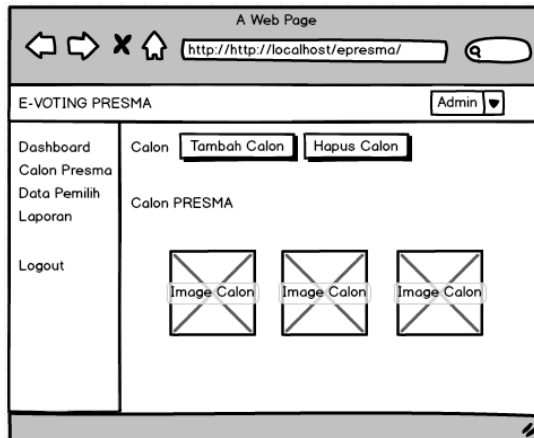 A Web Page
http://http://localhost/epresma/
E-VOTING PRESMA
Admin
Dashboard
Calon Presma
Data Pemilih
Laporan
Logout
Calon Tambah Calon Hapus Calon
Calon PRESMA
Image Calon Image Calon Image Calon